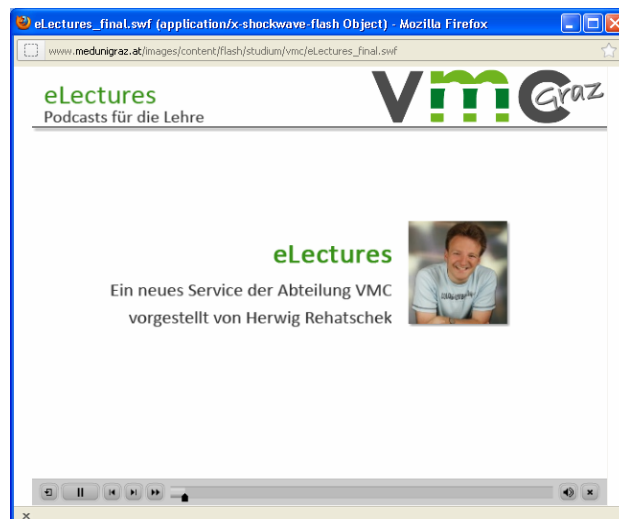 eLectures_final.swf (application/x-shockwave-flash Object) - Mozilla Firefox
www.medunigraz.at/images/content/flash/studium/vmc/eLectures_final.swf
eLectures
Podcasts für die Lehre
vmc Graz
eLectures
Ein neues Service der Abteilung VMC
vorgestellt von Herwig Rehatschek